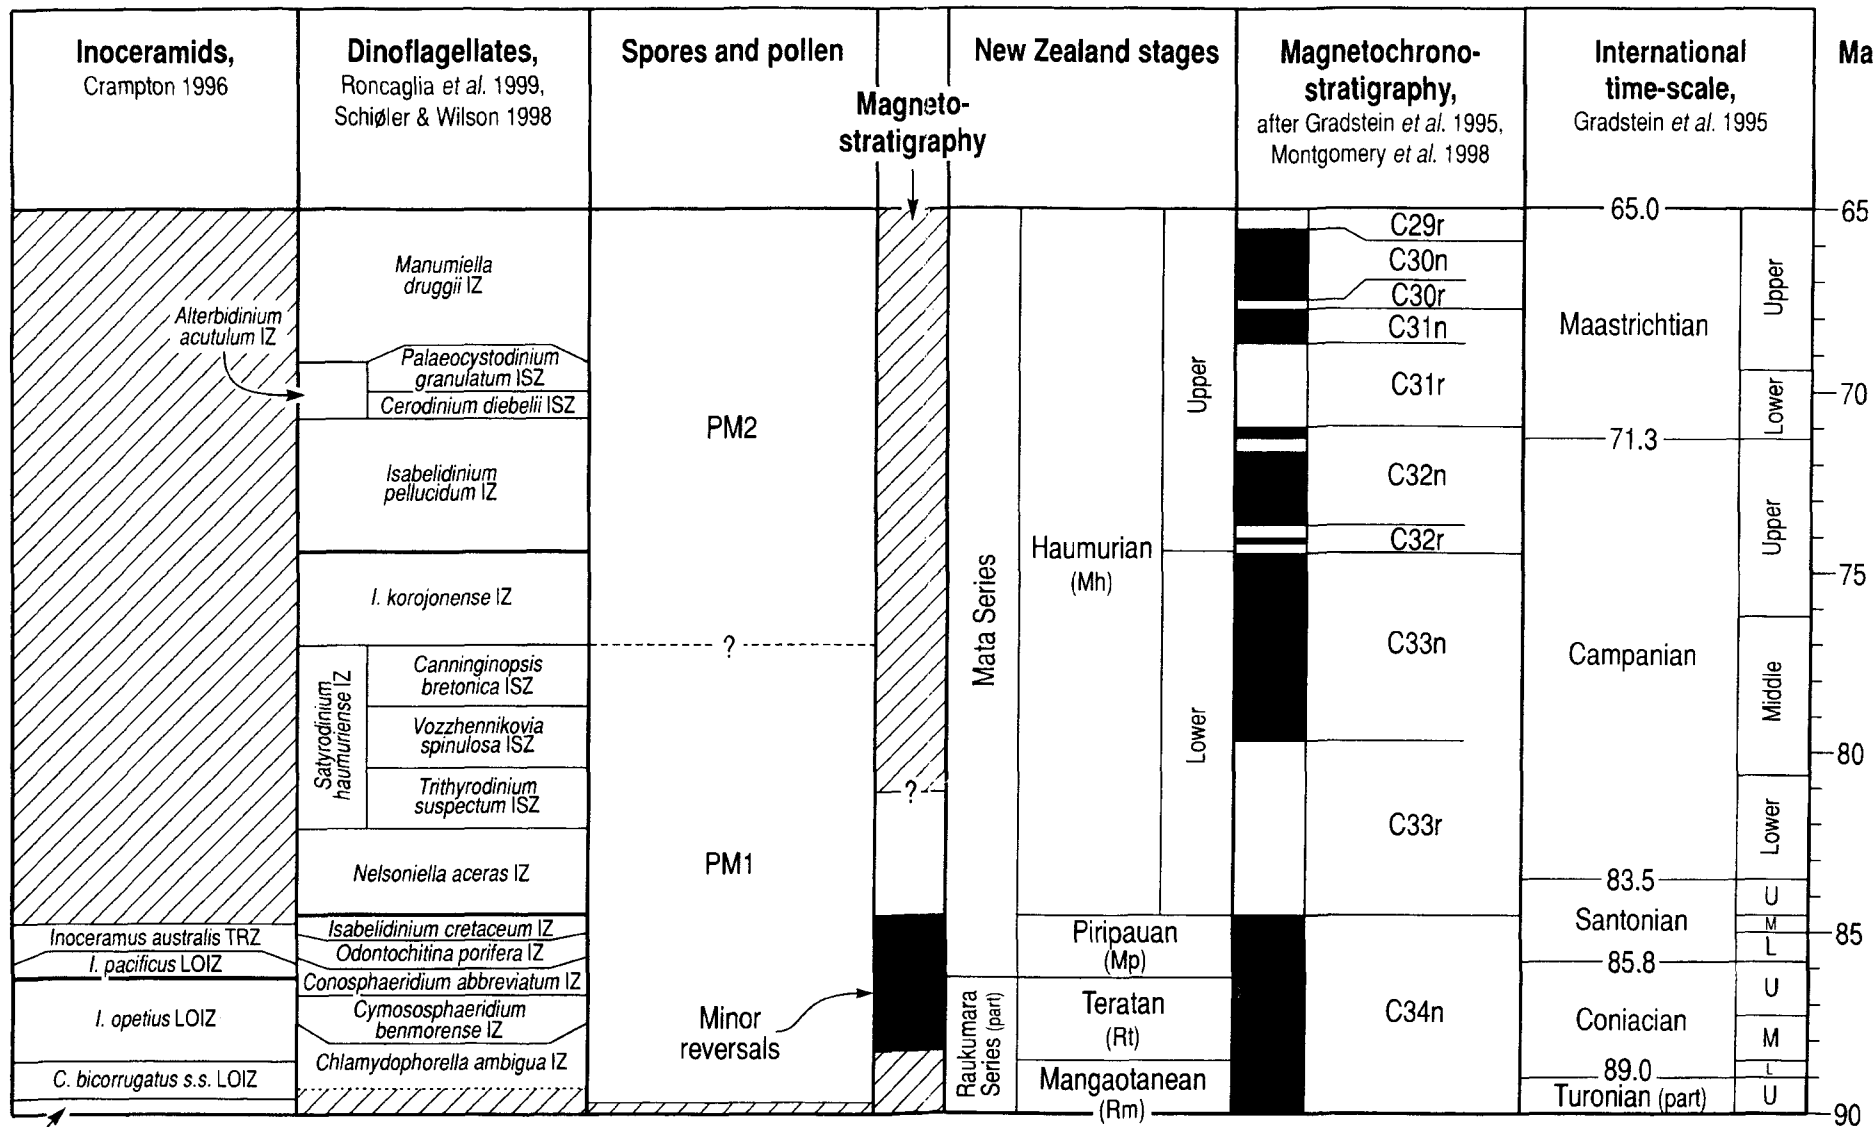 Inoceramids,
Crampton 1996
Dinoflagellates,
Roncaglia et al. 1999,
Schiøler & Wilson 1998
Spores and pollen
Magneto-
stratigraphy
New Zealand stages
Magnetochrono-
stratigraphy,
after Gradstein et al. 1995,
Montgomery et al. 1998
International
time-scale,
Gradstein et al. 1995
Ma
Alterbidinium
acutulum IZ
Manumiella
druggii IZ
Palaeocystodinium
granulatum ISZ
Cerodinium diebelii ISZ
Isabelidinium
pellucidum IZ
I. korojonense IZ
Satyrodinium
haumuriense IZ
Canninginopsis
bretonica ISZ
Vozzhennikovia
spinulosa ISZ
Trithyrodinium
suspectum ISZ
Nelsoniella aceras IZ
Isabelidinium cretaceum IZ
Odontochitina porifera IZ
Conosphaeridium abbreviatum IZ
Cymososphaeridium
benmorense IZ
Chlamydophorella ambigua IZ
Inoceramus australis TRZ
I. pacificus LOIZ
I. opetius LOIZ
C. bicorrugatus s.s. LOIZ
PM2
?
PM1
Minor
reversals
?
Mata Series
Raukumara
Series (part)
Haumurian
(Mh)
Upper
Lower
Piripauan
(Mp)
Teratan
(Rt)
Mangaotanean
(Rm)
C29r
C30n
C30r
C31n
C31r
C32n
C32r
C33n
C33r
C34n
65.0
Maastrichtian
71.3
Campanian
83.5
Santonian
85.8
Coniacian
89.0
Turonian (part)
Upper
Lower
Upper
Middle
Lower
U
M
L
U
M
L
U
65
70
75
80
85
90